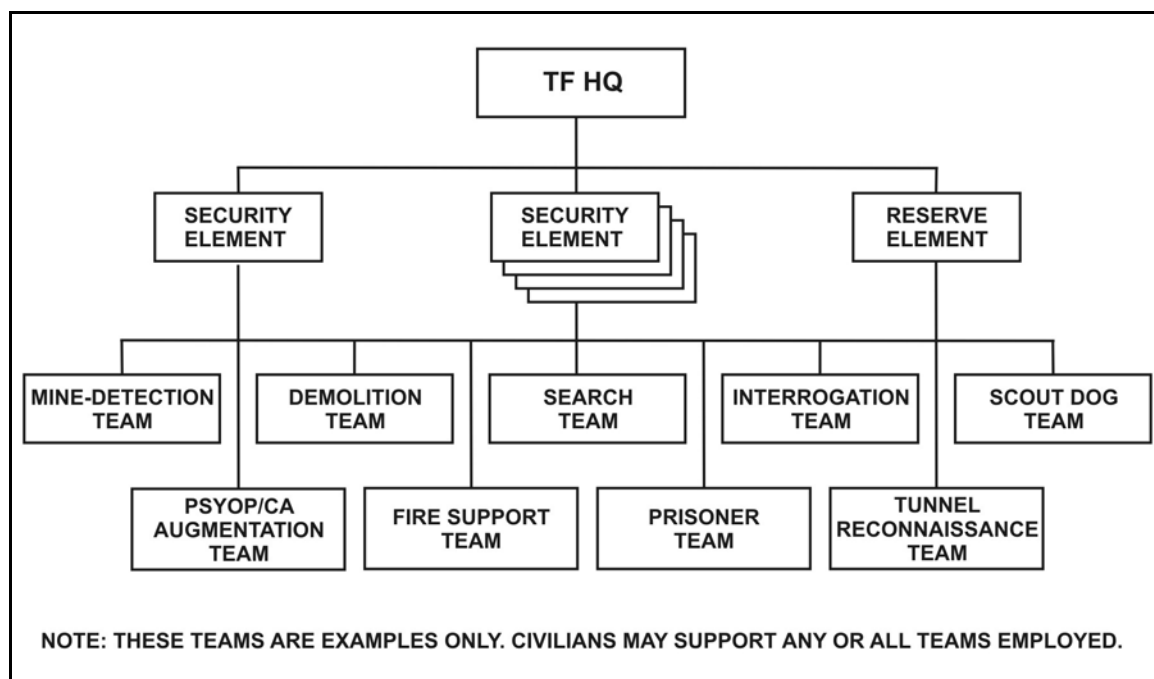 TF HQ
SECURITY
ELEMENT
SECURITY
ELEMENT
RESERVE
ELEMENT
MINE-DETECTION
TEAM
DEMOLITION
TEAM
SEARCH
TEAM
INTERROGATION
TEAM
SCOUT DOG
TEAM
PSYOP/CA
AUGMENTATION
TEAM
FIRE SUPPORT
TEAM
PRISONER
TEAM
TUNNEL
RECONNAISSANCE
TEAM
NOTE: THESE TEAMS ARE EXAMPLES ONLY. CIVILIANS MAY SUPPORT ANY OR ALL TEAMS EMPLOYED.